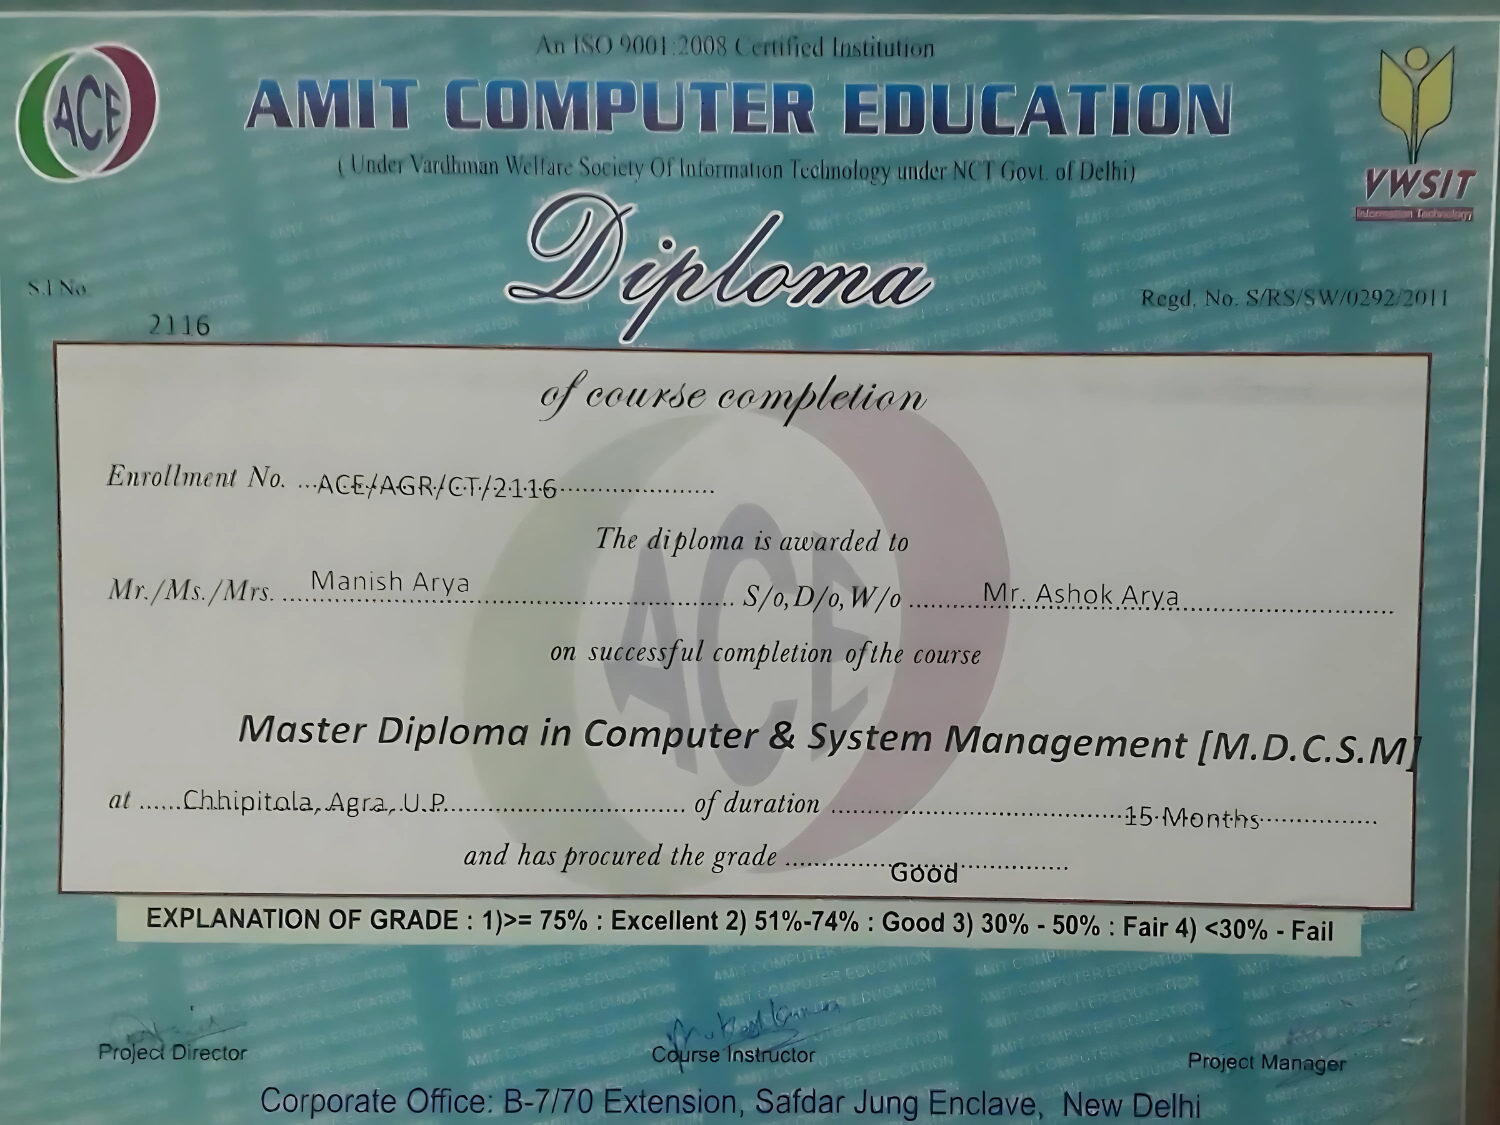 An ISO 9001:2008 Certified Institution
ACE
AMIT COMPUTER EDUCATION
( Under Vardhman Welfare Society Of Information Technology under NCT Govt. of Delhi)
VWSIT
Information Technology
Diploma
S.l No.
2116
Regd. No. S/RS/SW/0292/2011
of course completion
Enrollment No. ACE/AGR/CT/2116
The diploma is awarded to
Mr./Ms./Mrs. Manish Arya S/o, D/o, W/o Mr. Ashok Arya
on successful completion of the course
Master Diploma in Computer & System Management [M.D.C.S.M]
at Chhipitola, Agra, U.P. of duration 15 Months
and has procured the grade Good
ACE
EXPLANATION OF GRADE : 1)>= 75% : Excellent 2) 51%-74% : Good 3) 30% - 50% : Fair 4) <30% - Fail
Project Director
Course Instructor
Project Manager
Corporate Office: B-7/70 Extension, Safdar Jung Enclave, New Delhi